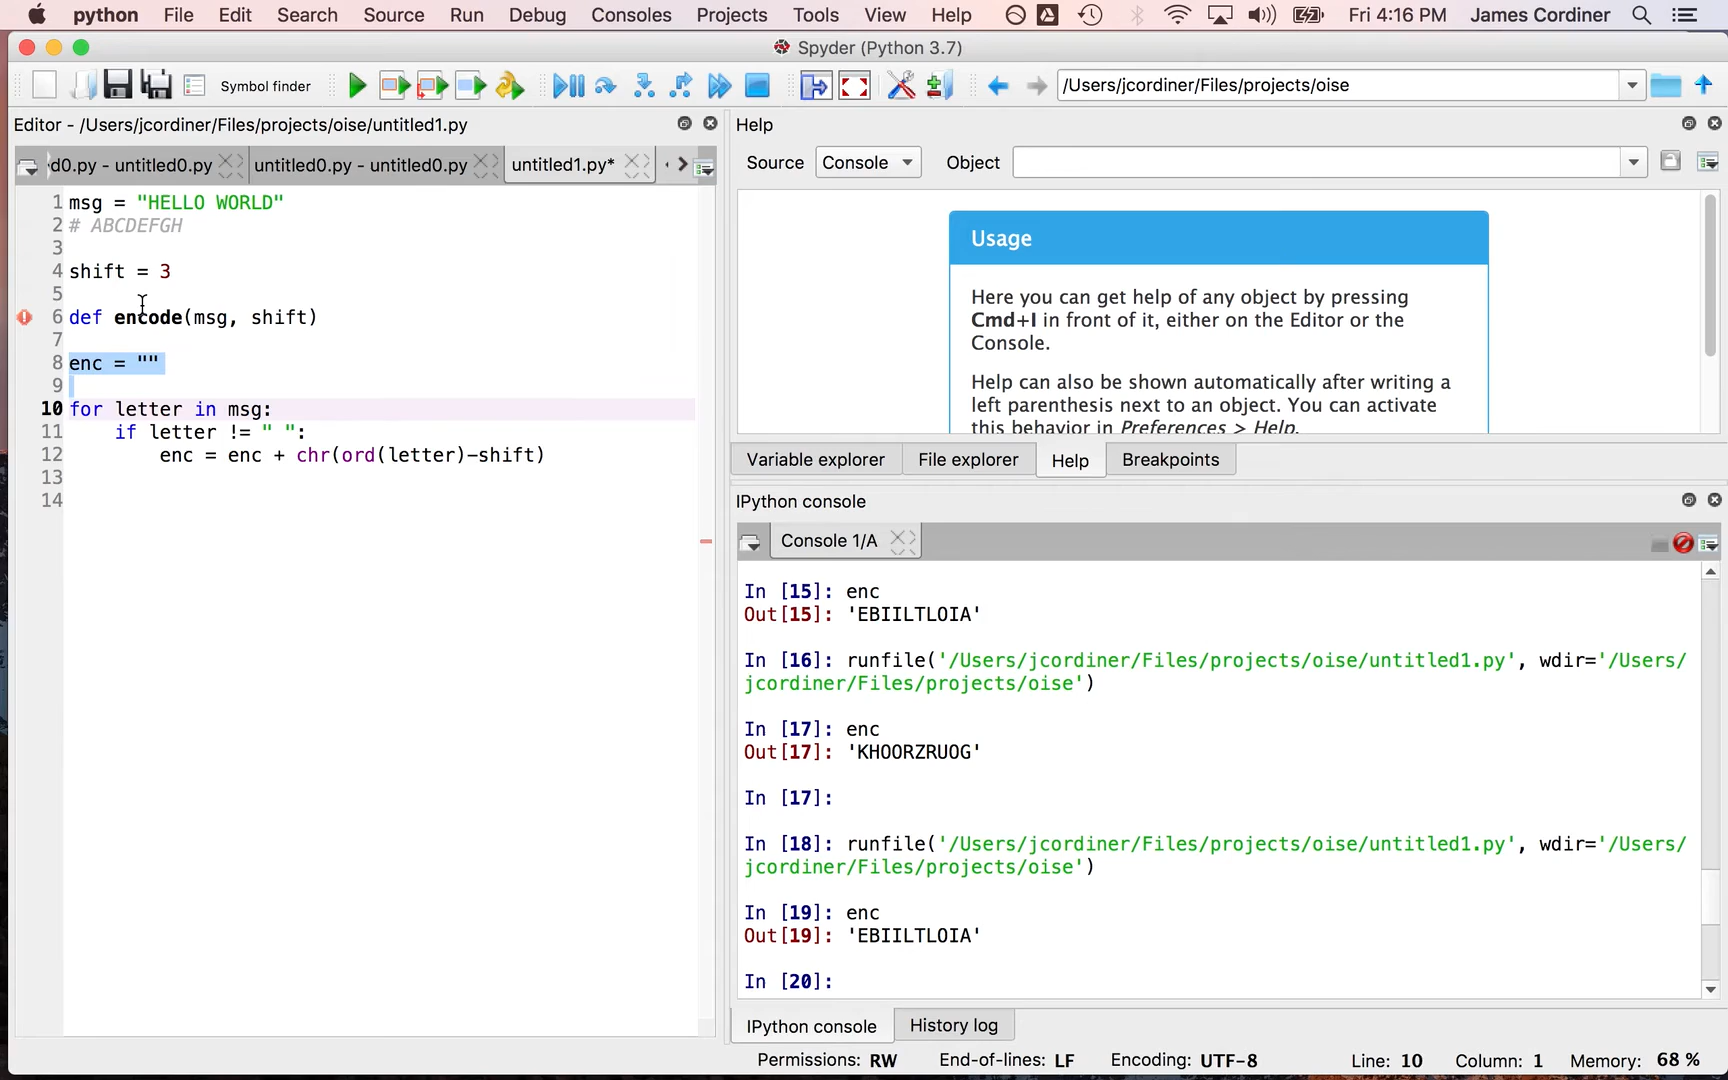 python File Edit Search Source Run Debug Consoles Projects Tools View Help Fri 4:16 PM James Cordiner
Spyder (Python 3.7)
Symbol finder
/Users/jcordiner/Files/projects/oise
Editor - /Users/jcordiner/Files/projects/oise/untitled1.py
d0.py - untitled0.py untitled0.py - untitled0.py untitled1.py*
1 msg = "HELLO WORLD"
2 # ABCDEFGH
3
4 shift = 3
5
6 def encode(msg, shift)
7
8 enc = ""
9
10 for letter in msg:
11 if letter != " ":
12 enc = enc + chr(ord(letter)-shift)
13
14
Help
Source Console Object
Usage
Here you can get help of any object by pressing
Cmd+I in front of it, either on the Editor or the
Console.
Help can also be shown automatically after writing a
left parenthesis next to an object. You can activate
this behavior in Preferences > Help.
Variable explorer File explorer Help Breakpoints
IPython console
Console 1/A
In [15]: enc
Out[15]: 'EBIILTLOIA'
In [16]: runfile('/Users/jcordiner/Files/projects/oise/untitled1.py', wdir='/Users/
jcordiner/Files/projects/oise')
In [17]: enc
Out[17]: 'KHOORZRUOG'
In [17]:
In [18]: runfile('/Users/jcordiner/Files/projects/oise/untitled1.py', wdir='/Users/
jcordiner/Files/projects/oise')
In [19]: enc
Out[19]: 'EBIILTLOIA'
In [20]:
IPython console History log
Permissions: RW End-of-lines: LF Encoding: UTF-8 Line: 10 Column: 1 Memory: 68 %